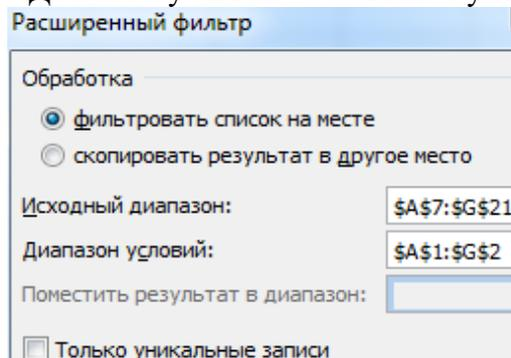 Расширенный фильтр
Обработка
фильтровать список на месте
скопировать результат в другое место
Исходный диапазон: $A$7:$G$21
Диапазон условий: $A$1:$G$2
Поместить результат в диапазон:
Только уникальные записи